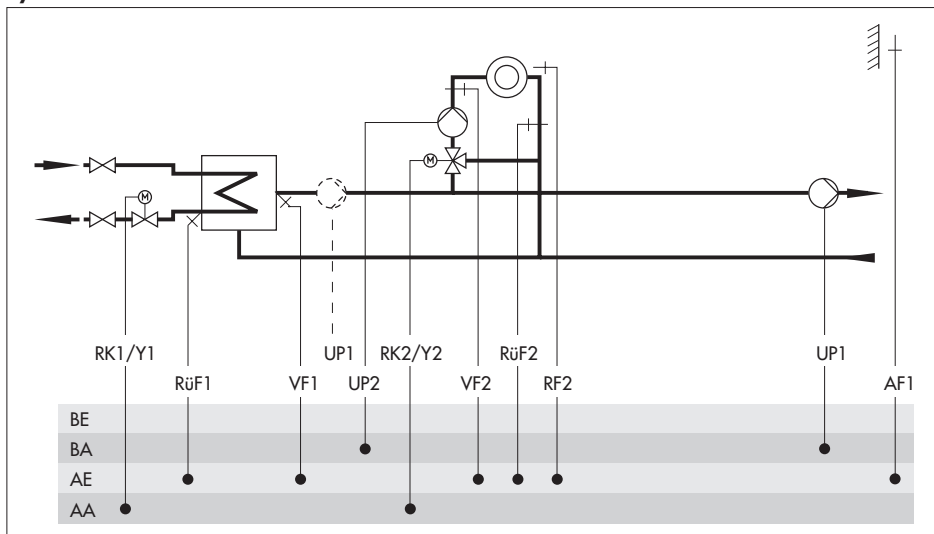 M
M
RK1/Y1 UP1 RK2/Y2 UP1
RüF1 VF1 UP2 VF2 RüF2 RF2 AF1
BE
BA
AE
AA